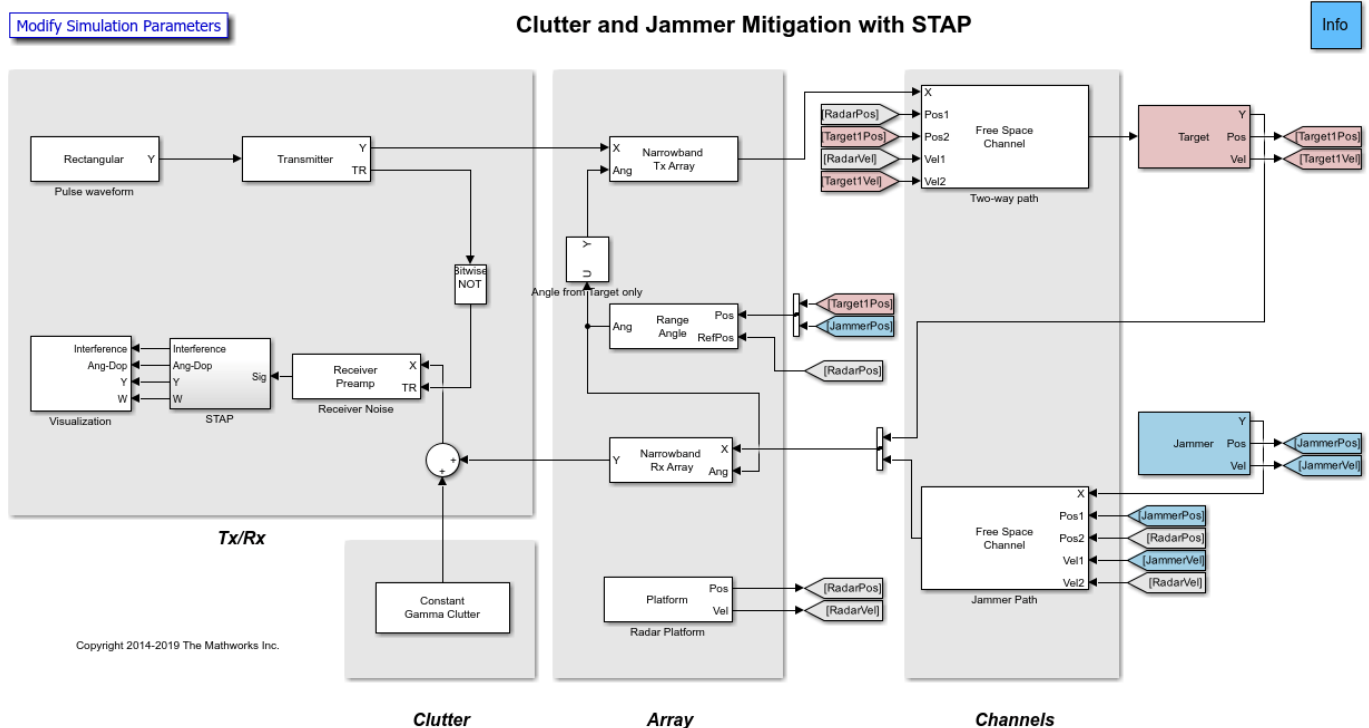 Modify Simulation Parameters
Clutter and Jammer Mitigation with STAP
Info
Rectangular
Y
Pulse waveform
Transmitter
Y
TR
Bitwise
NOT
X
Ang
Narrowband
Tx Array
[RadarPos]
[Target1Pos]
[RadarVel]
[Target1Vel]
X
Pos1
Pos2
Vel1
Vel2
Free Space
Channel
Two-way path
Target
Y
Pos
Vel
[Target1Pos]
[Target1Vel]
Y
U
Angle from Target only
Ang
Range
Angle
Pos
RefPos
[Target1Pos]
[JammerPos]
[RadarPos]
Interference
Ang-Dop
Y
W
Visualization
Interference
Ang-Dop
Y
W
Sig
STAP
Receiver
Preamp
X
TR
Receiver Noise
+
+
Y
Narrowband
Rx Array
X
Ang
Jammer
Y
Pos
Vel
[JammerPos]
[JammerVel]
Free Space
Channel
X
Pos1
Pos2
Vel1
Vel2
Jammer Path
[JammerPos]
[RadarPos]
[JammerVel]
[RadarVel]
Tx/Rx
Constant
Gamma Clutter
Platform
Pos
Vel
Radar Platform
[RadarPos]
[RadarVel]
Copyright 2014-2019 The Mathworks Inc.
Clutter
Array
Channels